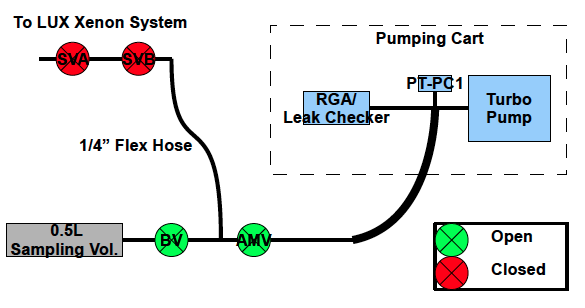 To LUX Xenon System
Pumping Cart
SVA
SVB
PT-PC1
RGA/
Leak Checker
Turbo
Pump
1/4” Flex Hose
0.5L
Sampling Vol.
BV
AMV
Open
Closed